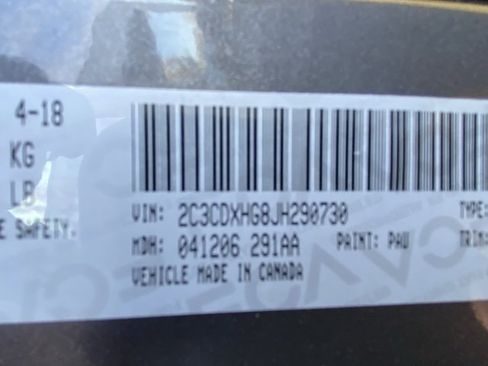 4-18
KG
LB
E SAFETY.
VIN: 2C3CDXHG8JH290730 TYPE:
MDH: 041206 291AA PAINT: PAU TRIM:
VEHICLE MADE IN CANADA